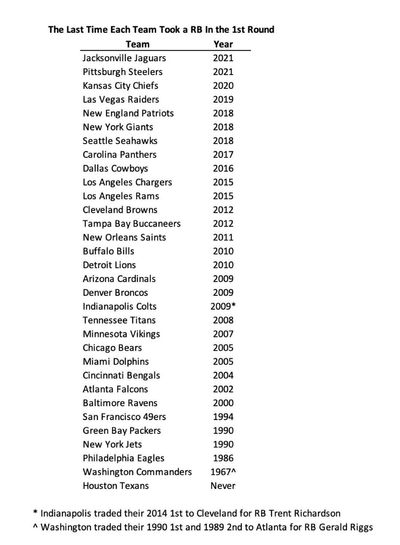 The Last Time Each Team Took a RB In the 1st Round
Team Year
Jacksonville Jaguars 2021
Pittsburgh Steelers 2021
Kansas City Chiefs 2020
Las Vegas Raiders 2019
New England Patriots 2018
New York Giants 2018
Seattle Seahawks 2018
Carolina Panthers 2017
Dallas Cowboys 2016
Los Angeles Chargers 2015
Los Angeles Rams 2015
Cleveland Browns 2012
Tampa Bay Buccaneers 2012
New Orleans Saints 2011
Buffalo Bills 2010
Detroit Lions 2010
Arizona Cardinals 2009
Denver Broncos 2009
Indianapolis Colts 2009*
Tennessee Titans 2008
Minnesota Vikings 2007
Chicago Bears 2005
Miami Dolphins 2005
Cincinnati Bengals 2004
Atlanta Falcons 2002
Baltimore Ravens 2000
San Francisco 49ers 1994
Green Bay Packers 1990
New York Jets 1990
Philadelphia Eagles 1986
Washington Commanders 1967^
Houston Texans Never
* Indianapolis traded their 2014 1st to Cleveland for RB Trent Richardson
^ Washington traded their 1990 1st and 1989 2nd to Atlanta for RB Gerald Riggs